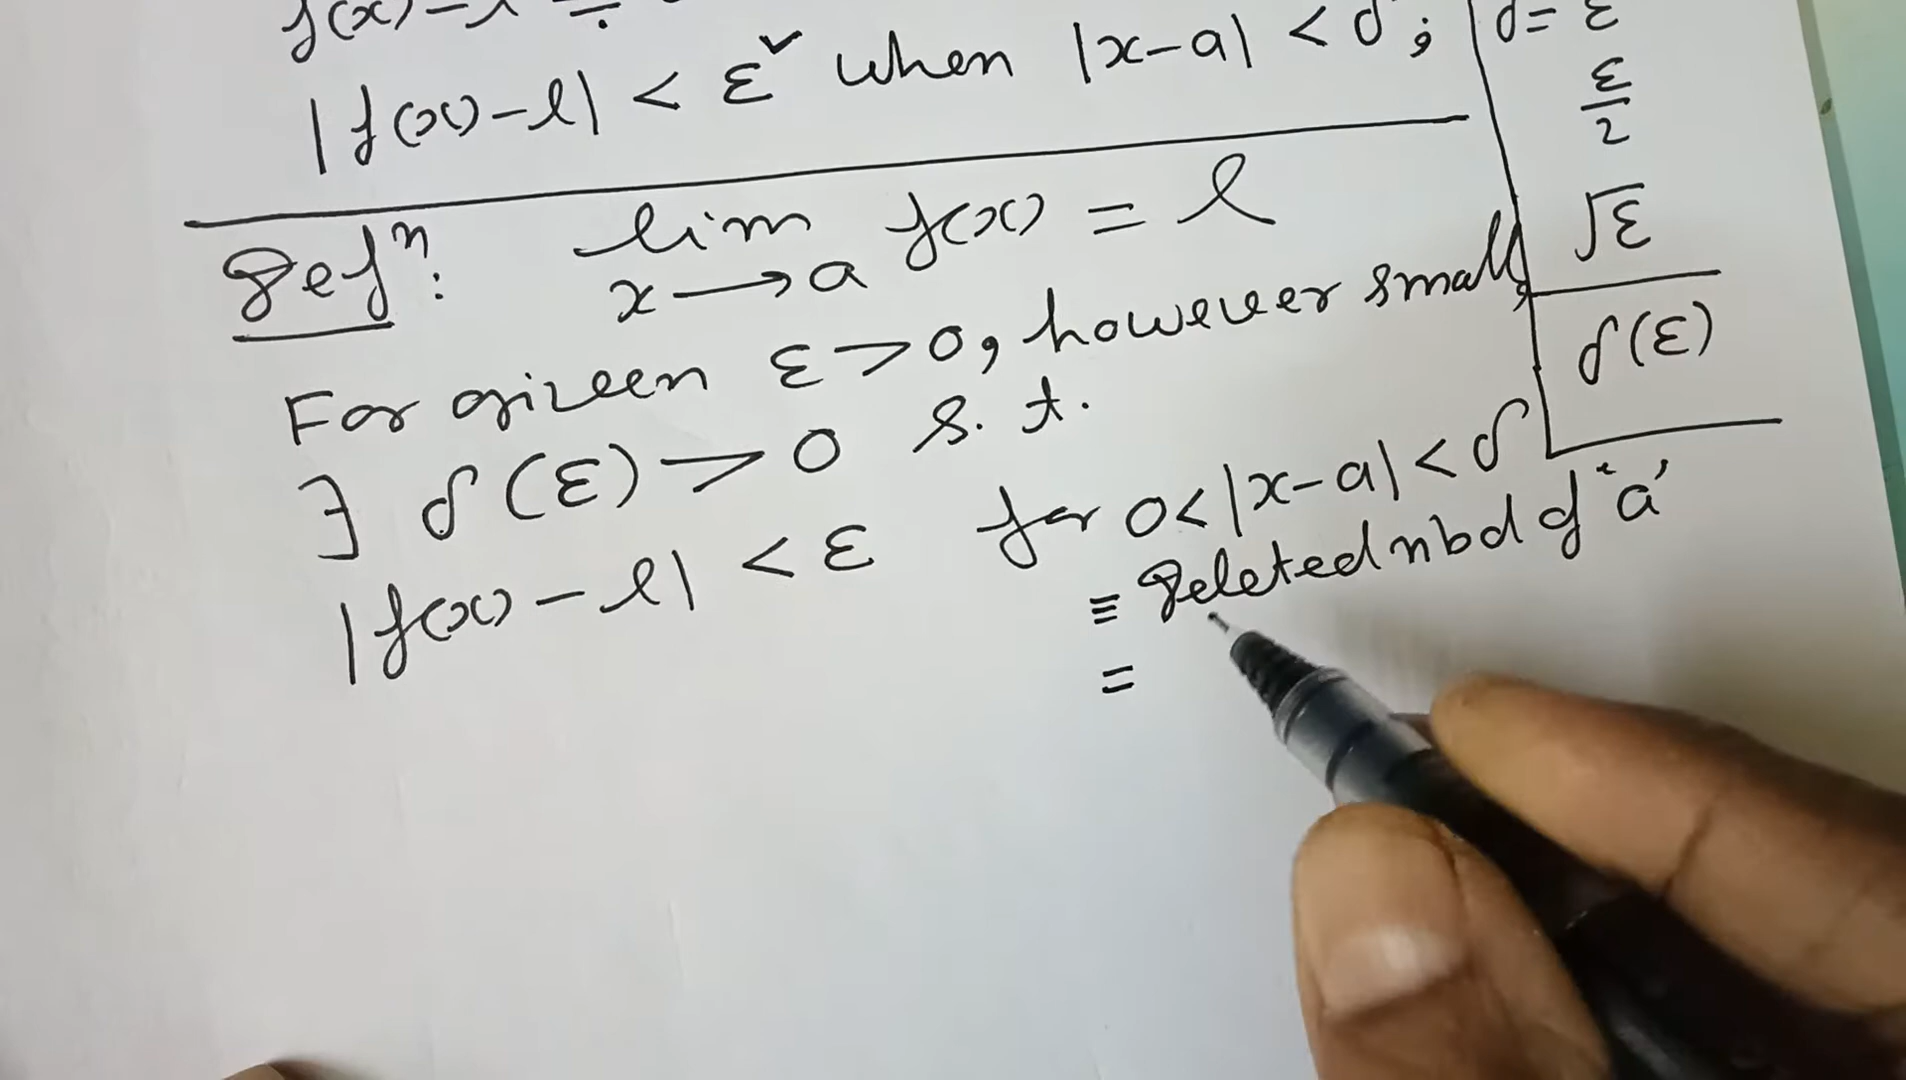 |f(x)-l| < ε ✓ when |x-a| < δ;
δ = ε
ε/2
√ε
δ(ε)
Defⁿ: lim x→a f(x) = l
For given ε > 0, however small,
∃ δ(ε) > 0 s.t.
|f(x)-l| < ε for 0<|x-a|<δ
≡ Deleted nbd of 'a'
=